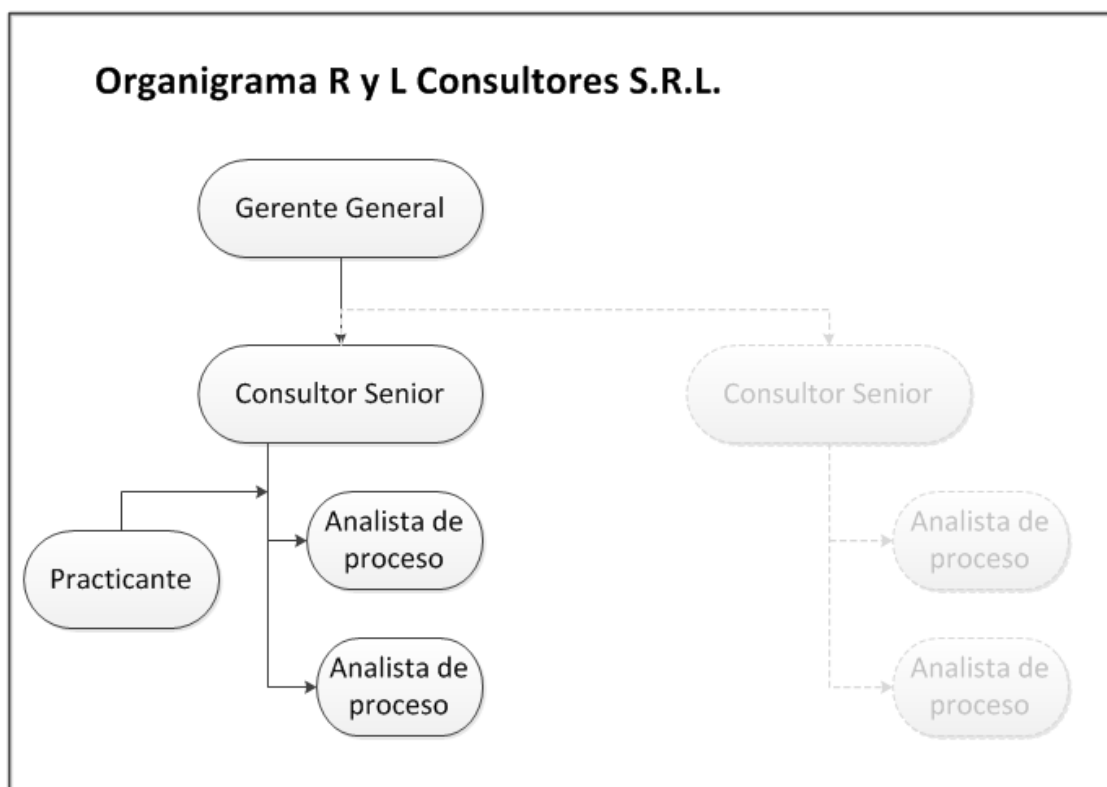 Organigrama R y L Consultores S.R.L.
Gerente General
Consultor Senior
Consultor Senior
Analista de
proceso
Practicante
Analista de
proceso
Analista de
proceso
Analista de
proceso